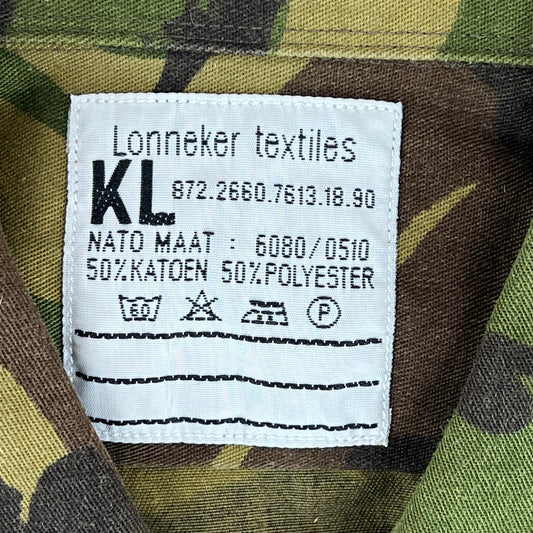 Lonneker textiles
KL 872.2660.7613.18.90
NATO MAAT : 6080/0510
50%KATOEN 50%POLYESTER
60 P